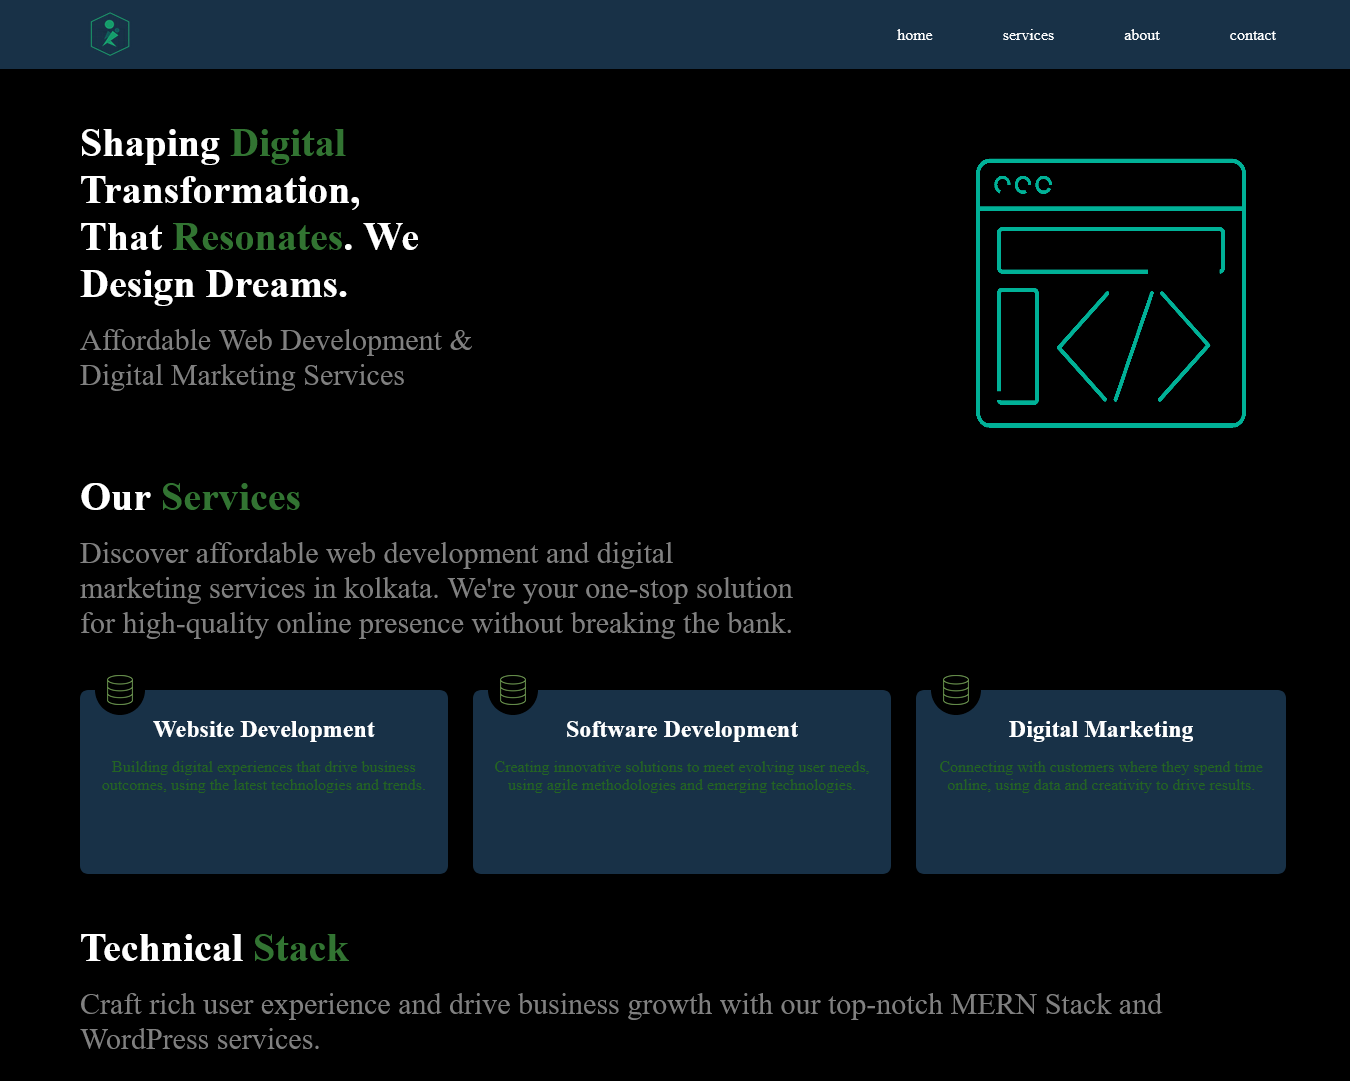 home
services
about
contact
Shaping Digital
Transformation,
That Resonates. We
Design Dreams.
Affordable Web Development &
Digital Marketing Services
Our Services
Discover affordable web development and digital
marketing services in kolkata. We're your one-stop solution
for high-quality online presence without breaking the bank.
Website Development
Building digital experiences that drive business
outcomes, using the latest technologies and trends.
Software Development
Creating innovative solutions to meet evolving user needs,
using agile methodologies and emerging technologies.
Digital Marketing
Connecting with customers where they spend time
online, using data and creativity to drive results.
Technical Stack
Craft rich user experience and drive business growth with our top-notch MERN Stack and
WordPress services.